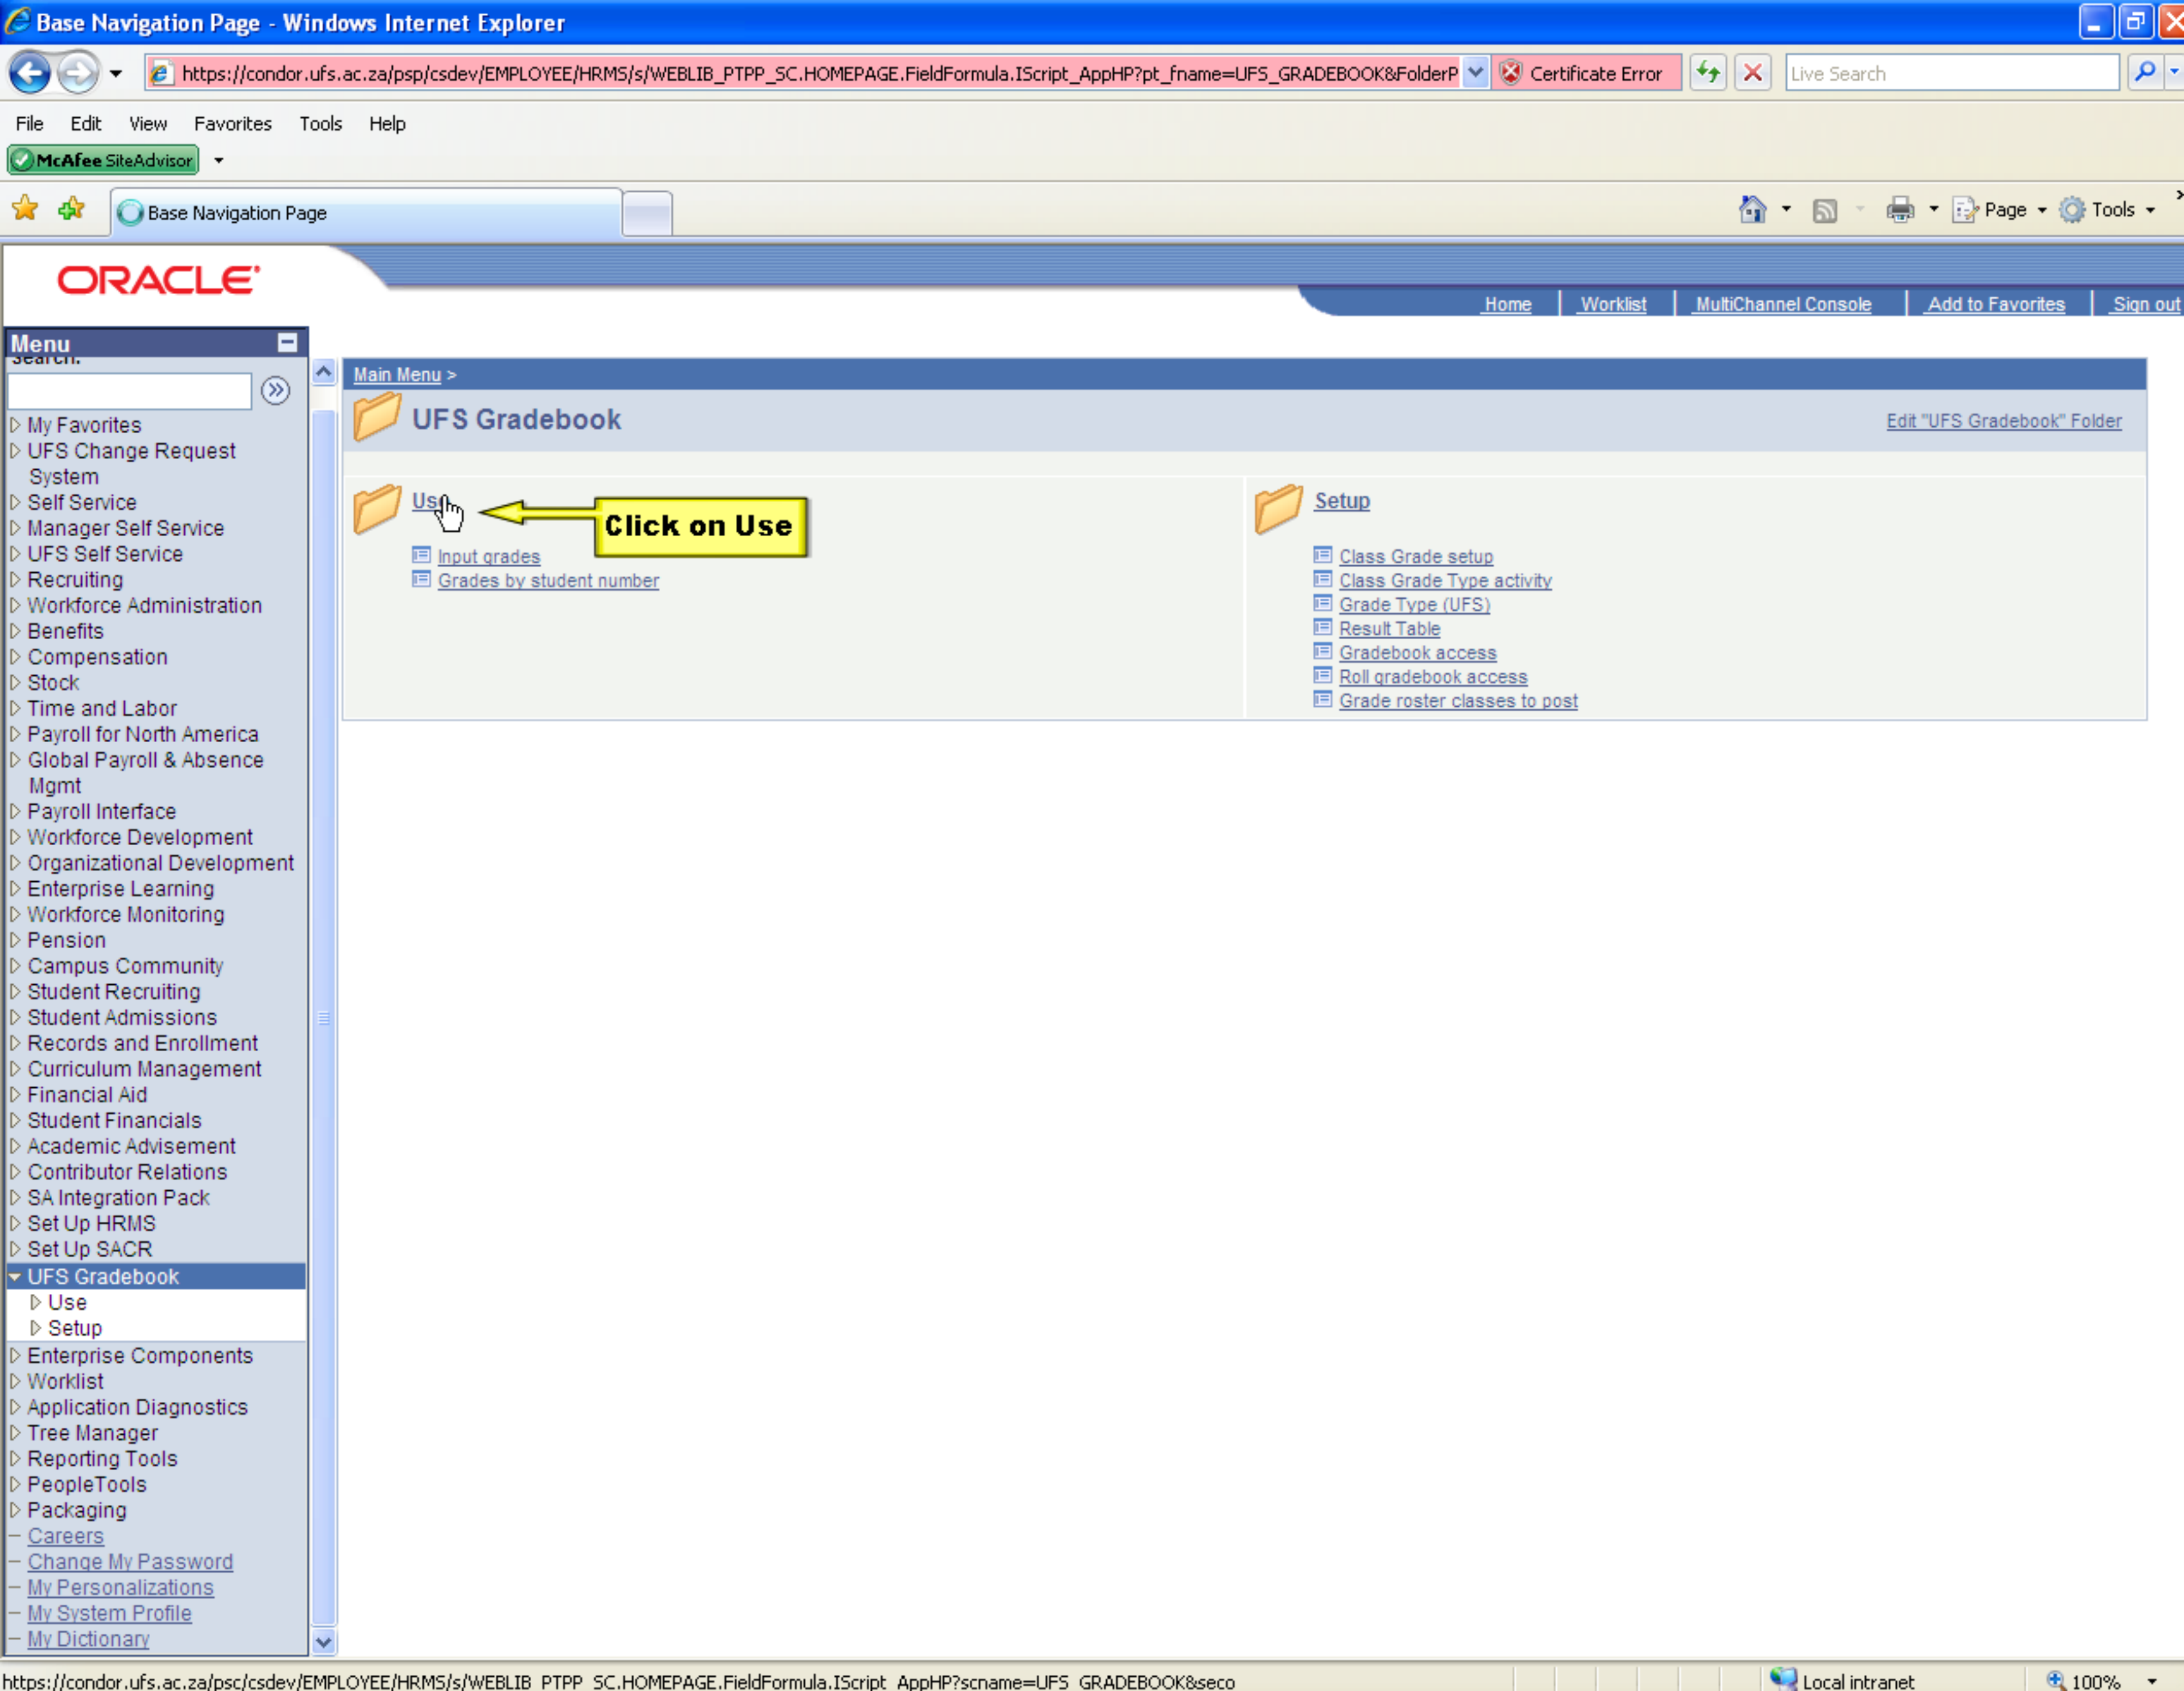 Base Navigation Page - Windows Internet Explorer
https://condor.ufs.ac.za/psp/csdev/EMPLOYEE/HRMS/s/WEBLIB_PTPP_SC.HOMEPAGE.FieldFormula.IScript_AppHP?pt_fname=UFS_GRADEBOOK&FolderP Certificate Error Live Search
File Edit View Favorites Tools Help
McAfee SiteAdvisor
Base Navigation Page Page Tools
ORACLE
Home Worklist MultiChannel Console Add to Favorites Sign out
Menu
Search:
Main Menu >
UFS Gradebook
Edit "UFS Gradebook" Folder
Use
Click on Use
Input grades
Grades by student number
Setup
Class Grade setup
Class Grade Type activity
Grade Type (UFS)
Result Table
Gradebook access
Roll gradebook access
Grade roster classes to post
My Favorites
UFS Change Request
System
Self Service
Manager Self Service
UFS Self Service
Recruiting
Workforce Administration
Benefits
Compensation
Stock
Time and Labor
Payroll for North America
Global Payroll & Absence
Mgmt
Payroll Interface
Workforce Development
Organizational Development
Enterprise Learning
Workforce Monitoring
Pension
Campus Community
Student Recruiting
Student Admissions
Records and Enrollment
Curriculum Management
Financial Aid
Student Financials
Academic Advisement
Contributor Relations
SA Integration Pack
Set Up HRMS
Set Up SACR
UFS Gradebook
Use
Setup
Enterprise Components
Worklist
Application Diagnostics
Tree Manager
Reporting Tools
PeopleTools
Packaging
Careers
Change My Password
My Personalizations
My System Profile
My Dictionary
https://condor.ufs.ac.za/psc/csdev/EMPLOYEE/HRMS/s/WEBLIB_PTPP_SC.HOMEPAGE.FieldFormula.IScript_AppHP?scname=UFS_GRADEBOOK&seco Local intranet 100%